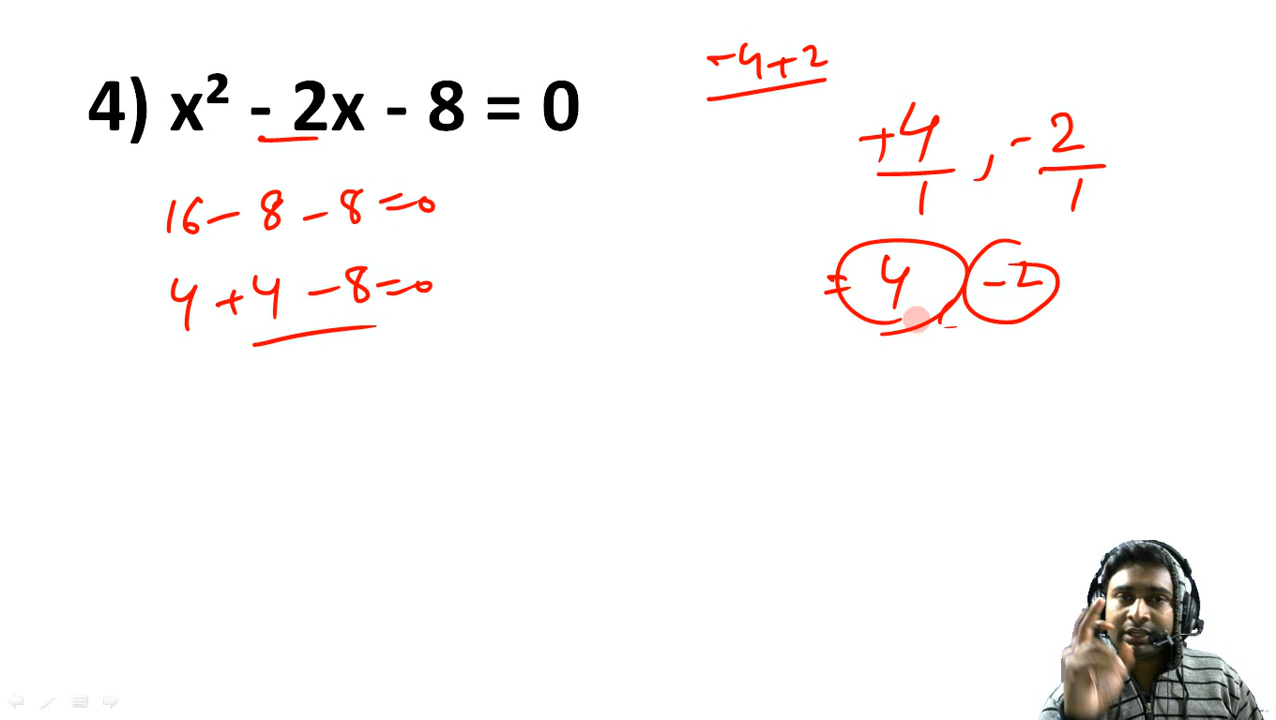 4) x² - 2x - 8 = 0
16 - 8 - 8 = 0
4 + 4 - 8 = 0
-4+2
+4/1 , -2/1
= 4, -2